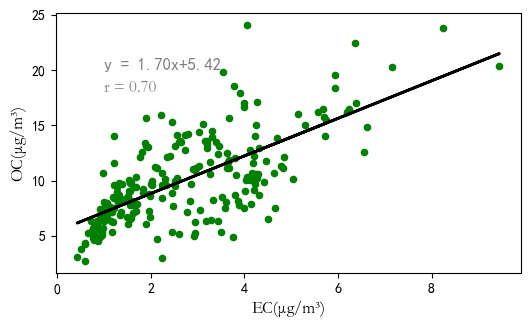 25
20
15
10
5
OC(μg/m³)
y = 1.70x+5.42
r = 0.70
0
2
4
6
8
EC(μg/m³)